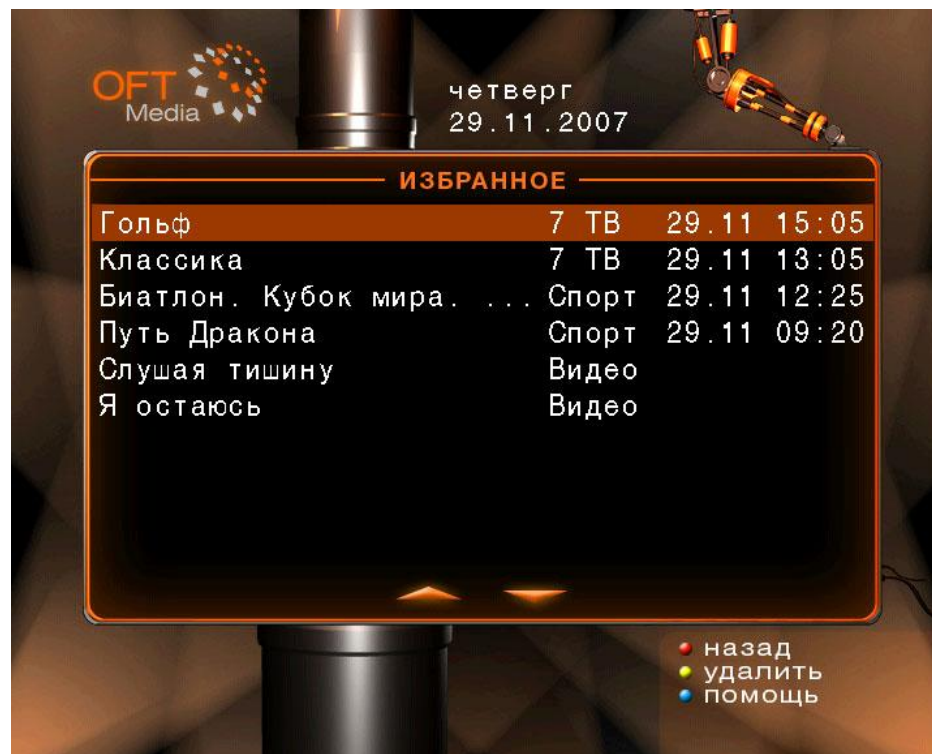 OFT
Media
четверг
29.11.2007
ИЗБРАННОЕ
Гольф 7 ТВ 29.11 15:05
Классика 7 ТВ 29.11 13:05
Биатлон. Кубок мира. ... Спорт 29.11 12:25
Путь Дракона Спорт 29.11 09:20
Слушая тишину Видео
Я остаюсь Видео
назад
удалить
помощь